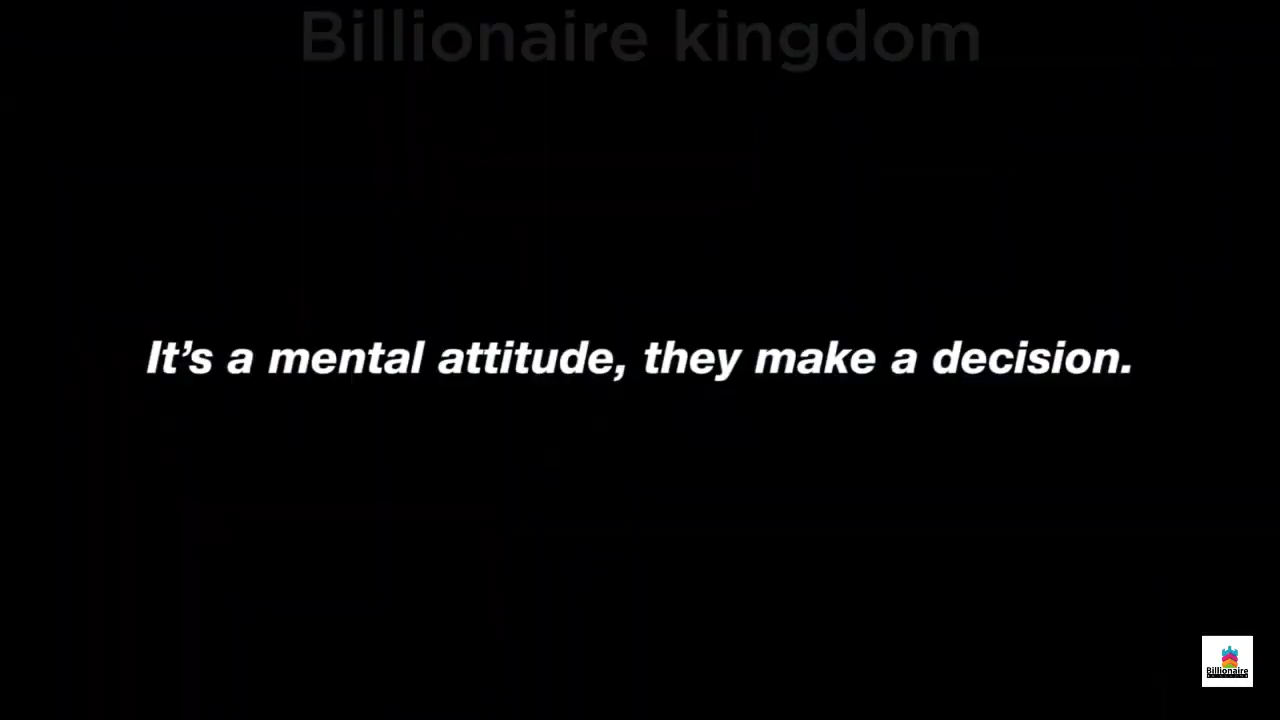 Billionaire kingdom
It's a mental attitude, they make a decision.
Billionaire